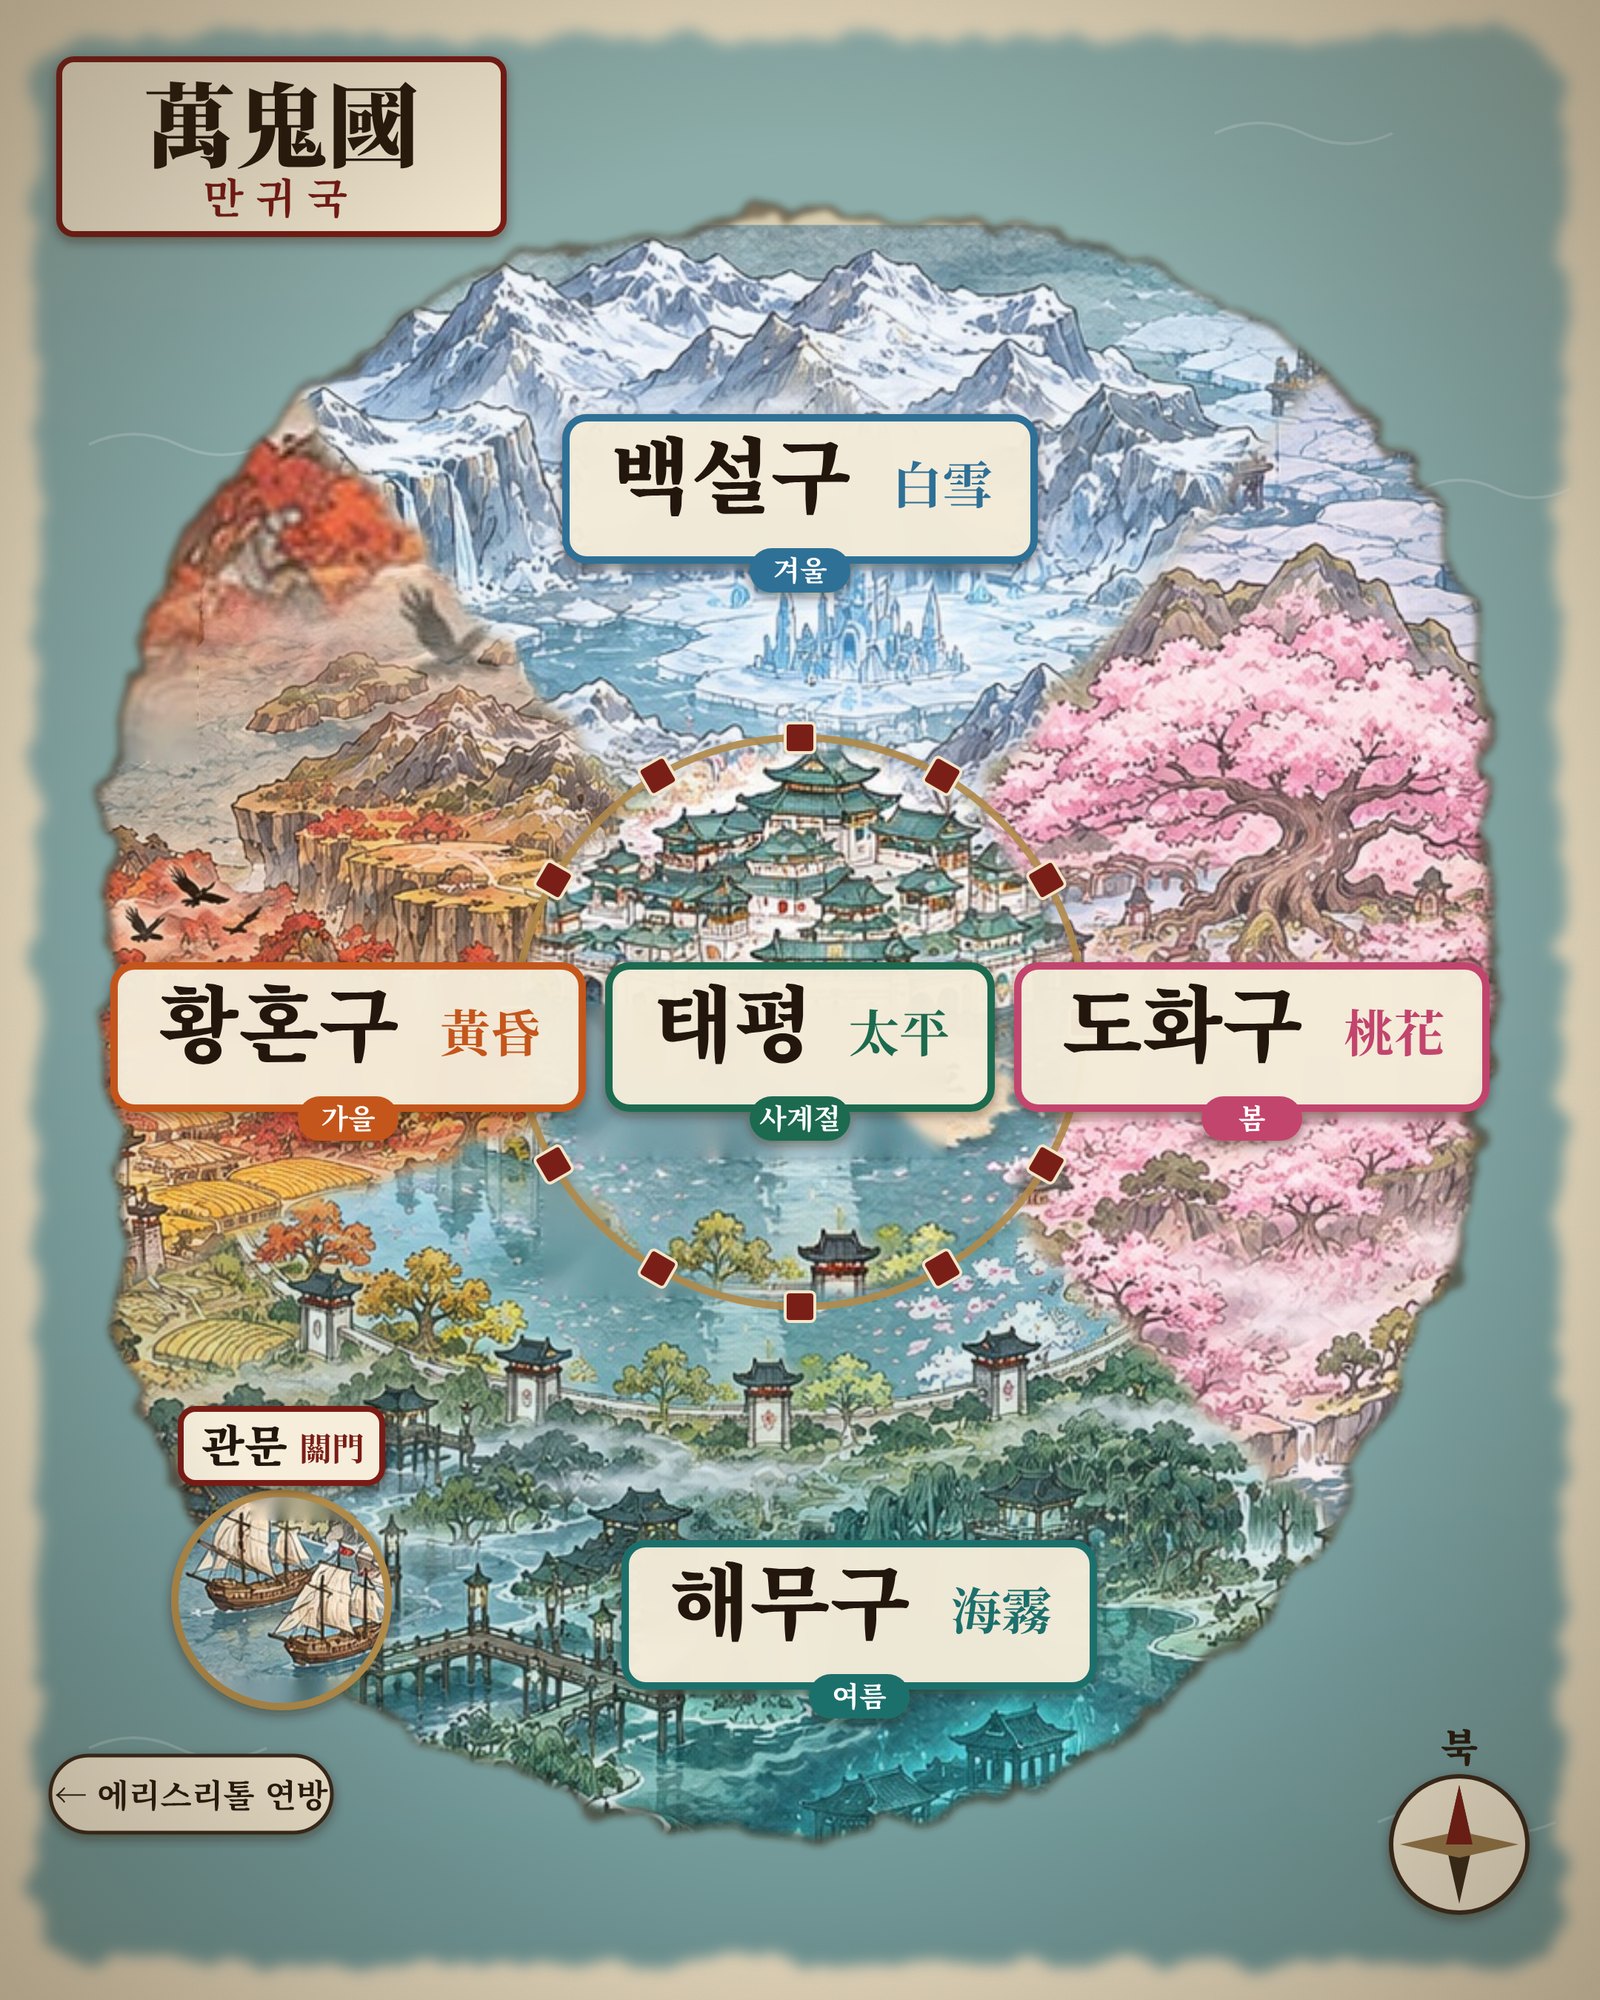 萬鬼國
만귀국
백설구 白雪
겨울
황혼구 黃昏
가을
태평 太平
사계절
도화구 桃花
봄
관문 關門
해무구 海霧
여름
← 에리스리톨 연방
북